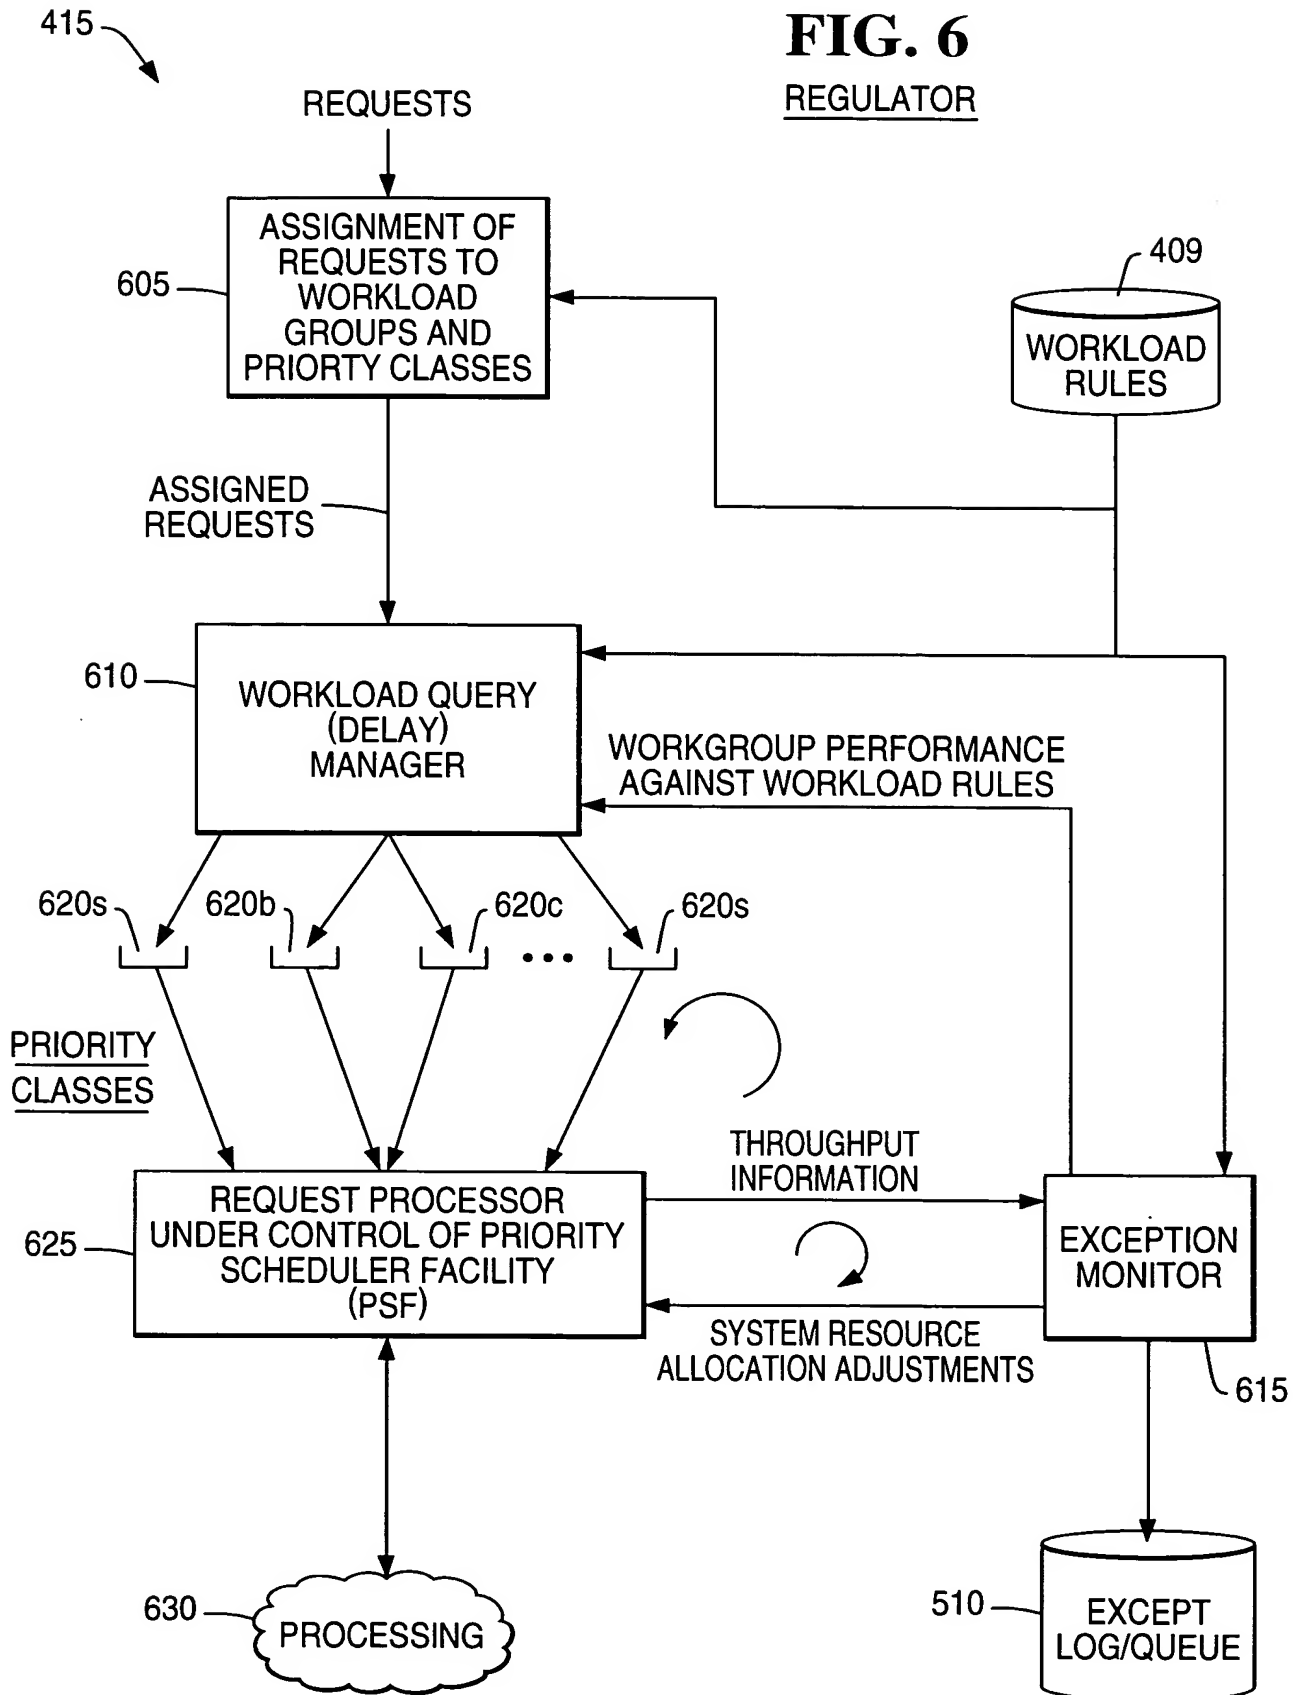 415
FIG. 6
REGULATOR
REQUESTS
ASSIGNMENT OF
REQUESTS TO
WORKLOAD
GROUPS AND
PRIORTY CLASSES
605
409
WORKLOAD
RULES
ASSIGNED
REQUESTS
610
WORKLOAD QUERY
(DELAY)
MANAGER
WORKGROUP PERFORMANCE
AGAINST WORKLOAD RULES
620s
620b
620c
620s
PRIORITY
CLASSES
THROUGHPUT
INFORMATION
REQUEST PROCESSOR
UNDER CONTROL OF PRIORITY
SCHEDULER FACILITY
(PSF)
625
EXCEPTION
MONITOR
SYSTEM RESOURCE
ALLOCATION ADJUSTMENTS
615
630
PROCESSING
510
EXCEPT
LOG/QUEUE